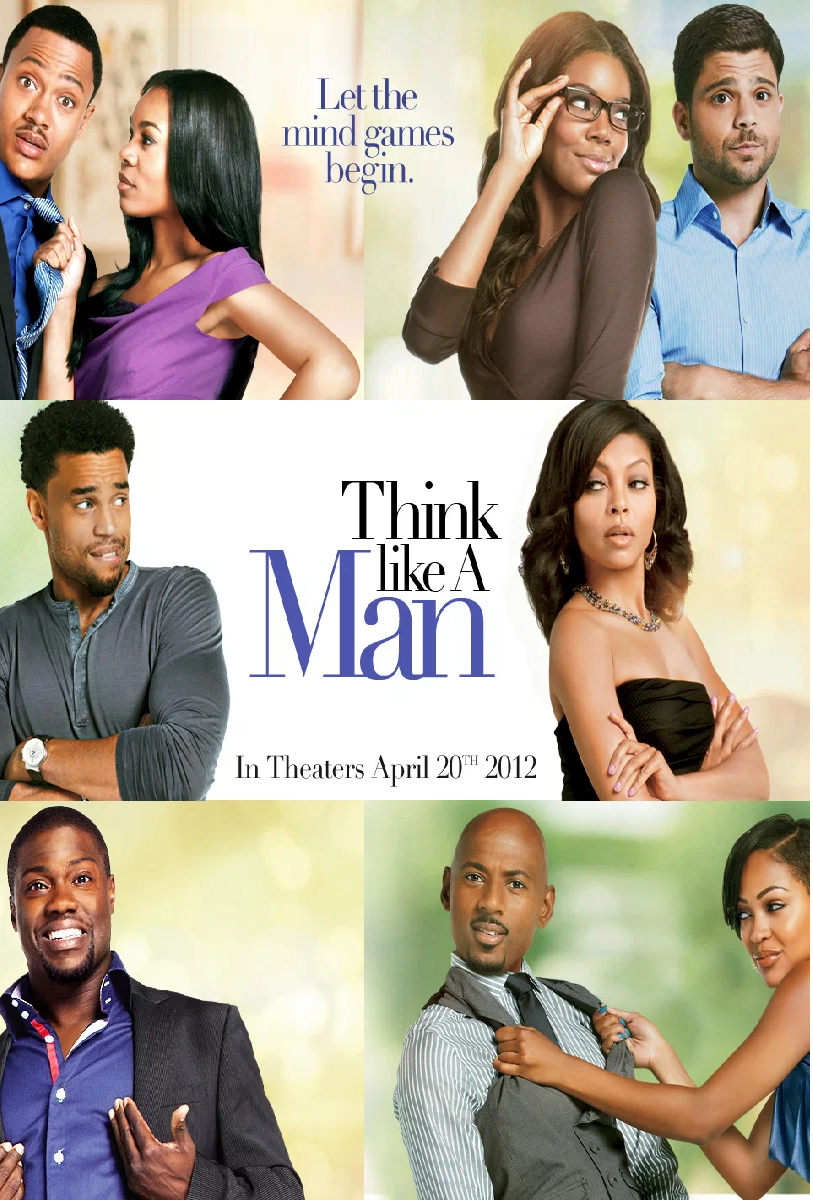 Let the
mind games
begin.
Think
like A
Man
In Theaters April 20TH 2012